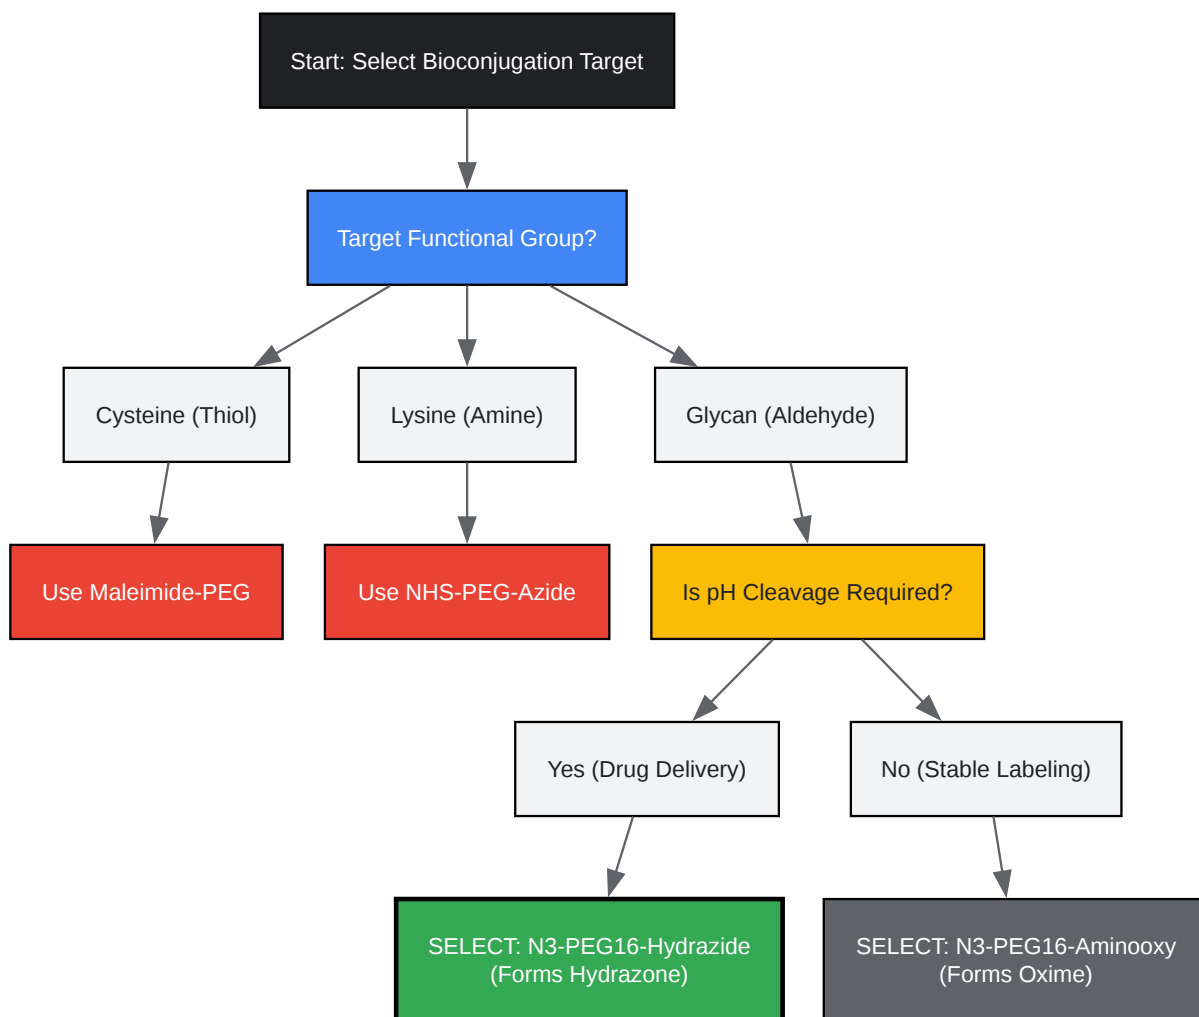 Start: Select Bioconjugation Target
Target Functional Group?
Cysteine (Thiol)
Lysine (Amine)
Glycan (Aldehyde)
Use Maleimide-PEG
Use NHS-PEG-Azide
Is pH Cleavage Required?
Yes (Drug Delivery)
No (Stable Labeling)
SELECT: N3-PEG16-Hydrazide
(Forms Hydrazone)
SELECT: N3-PEG16-Aminooxy
(Forms Oxime)